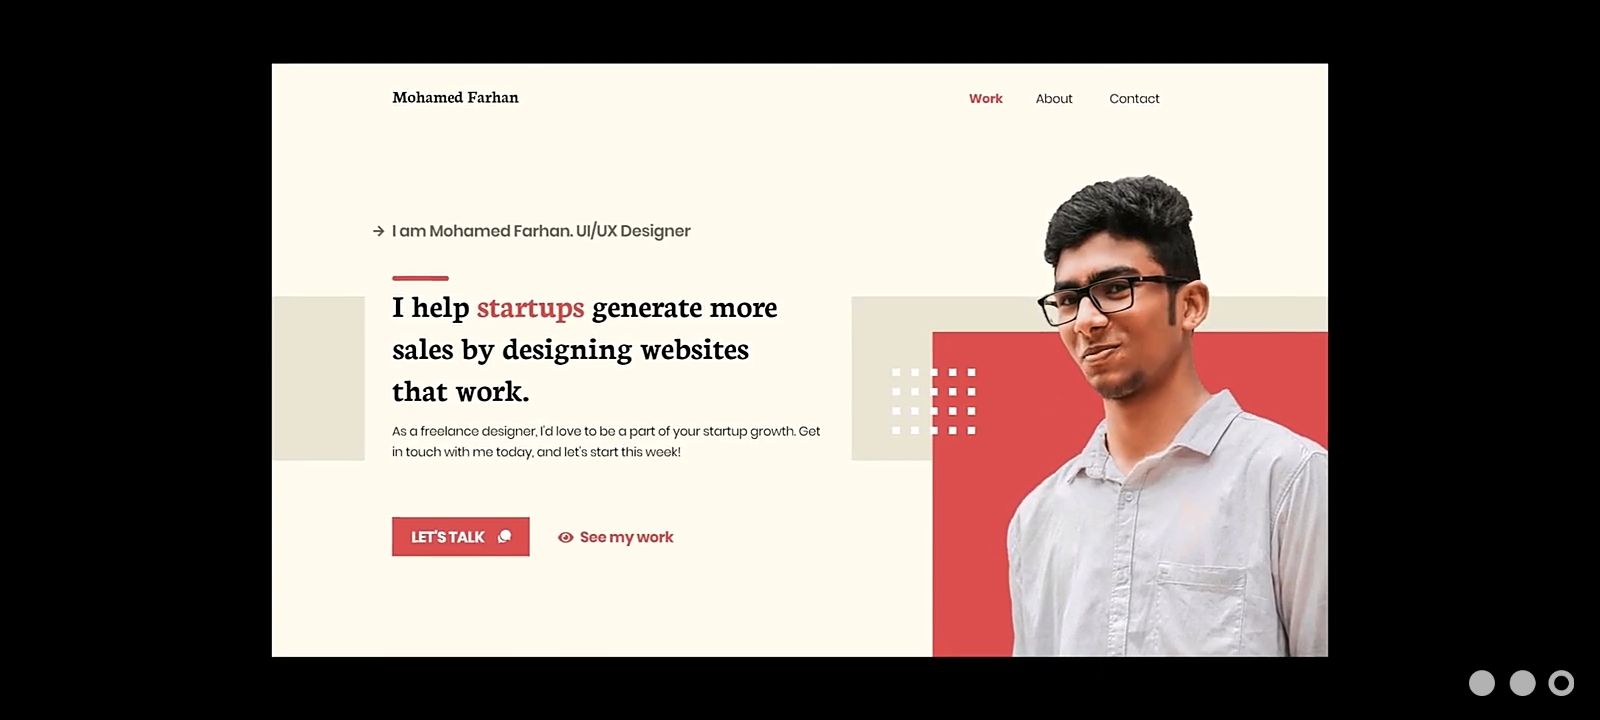 Mohamed Farhan
Work About Contact
I am Mohamed Farhan. UI/UX Designer
I help startups generate more
sales by designing websites
that work.
As a freelance designer, I'd love to be a part of your startup growth. Get
in touch with me today, and let's start this week!
LET'S TALK
See my work